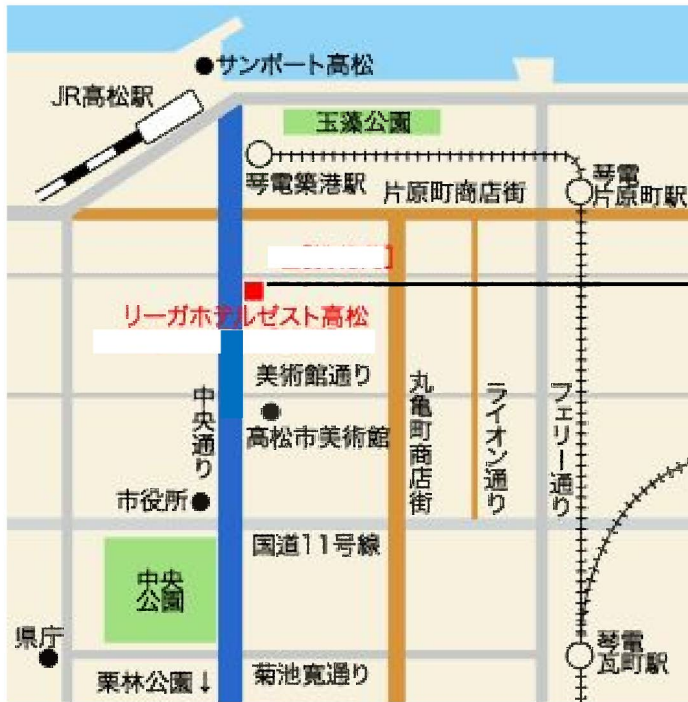 サンポート高松
JR高松駅
玉藻公園
琴電築港駅
片原町商店街
琴電
片原町駅
リーガホテルゼスト高松
美術館通り
高松市美術館
中央通り
丸亀町商店街
ライオン通り
フェリー通り
市役所
国道11号線
中央
公園
県庁
栗林公園↓
菊池寛通り
琴電
瓦町駅